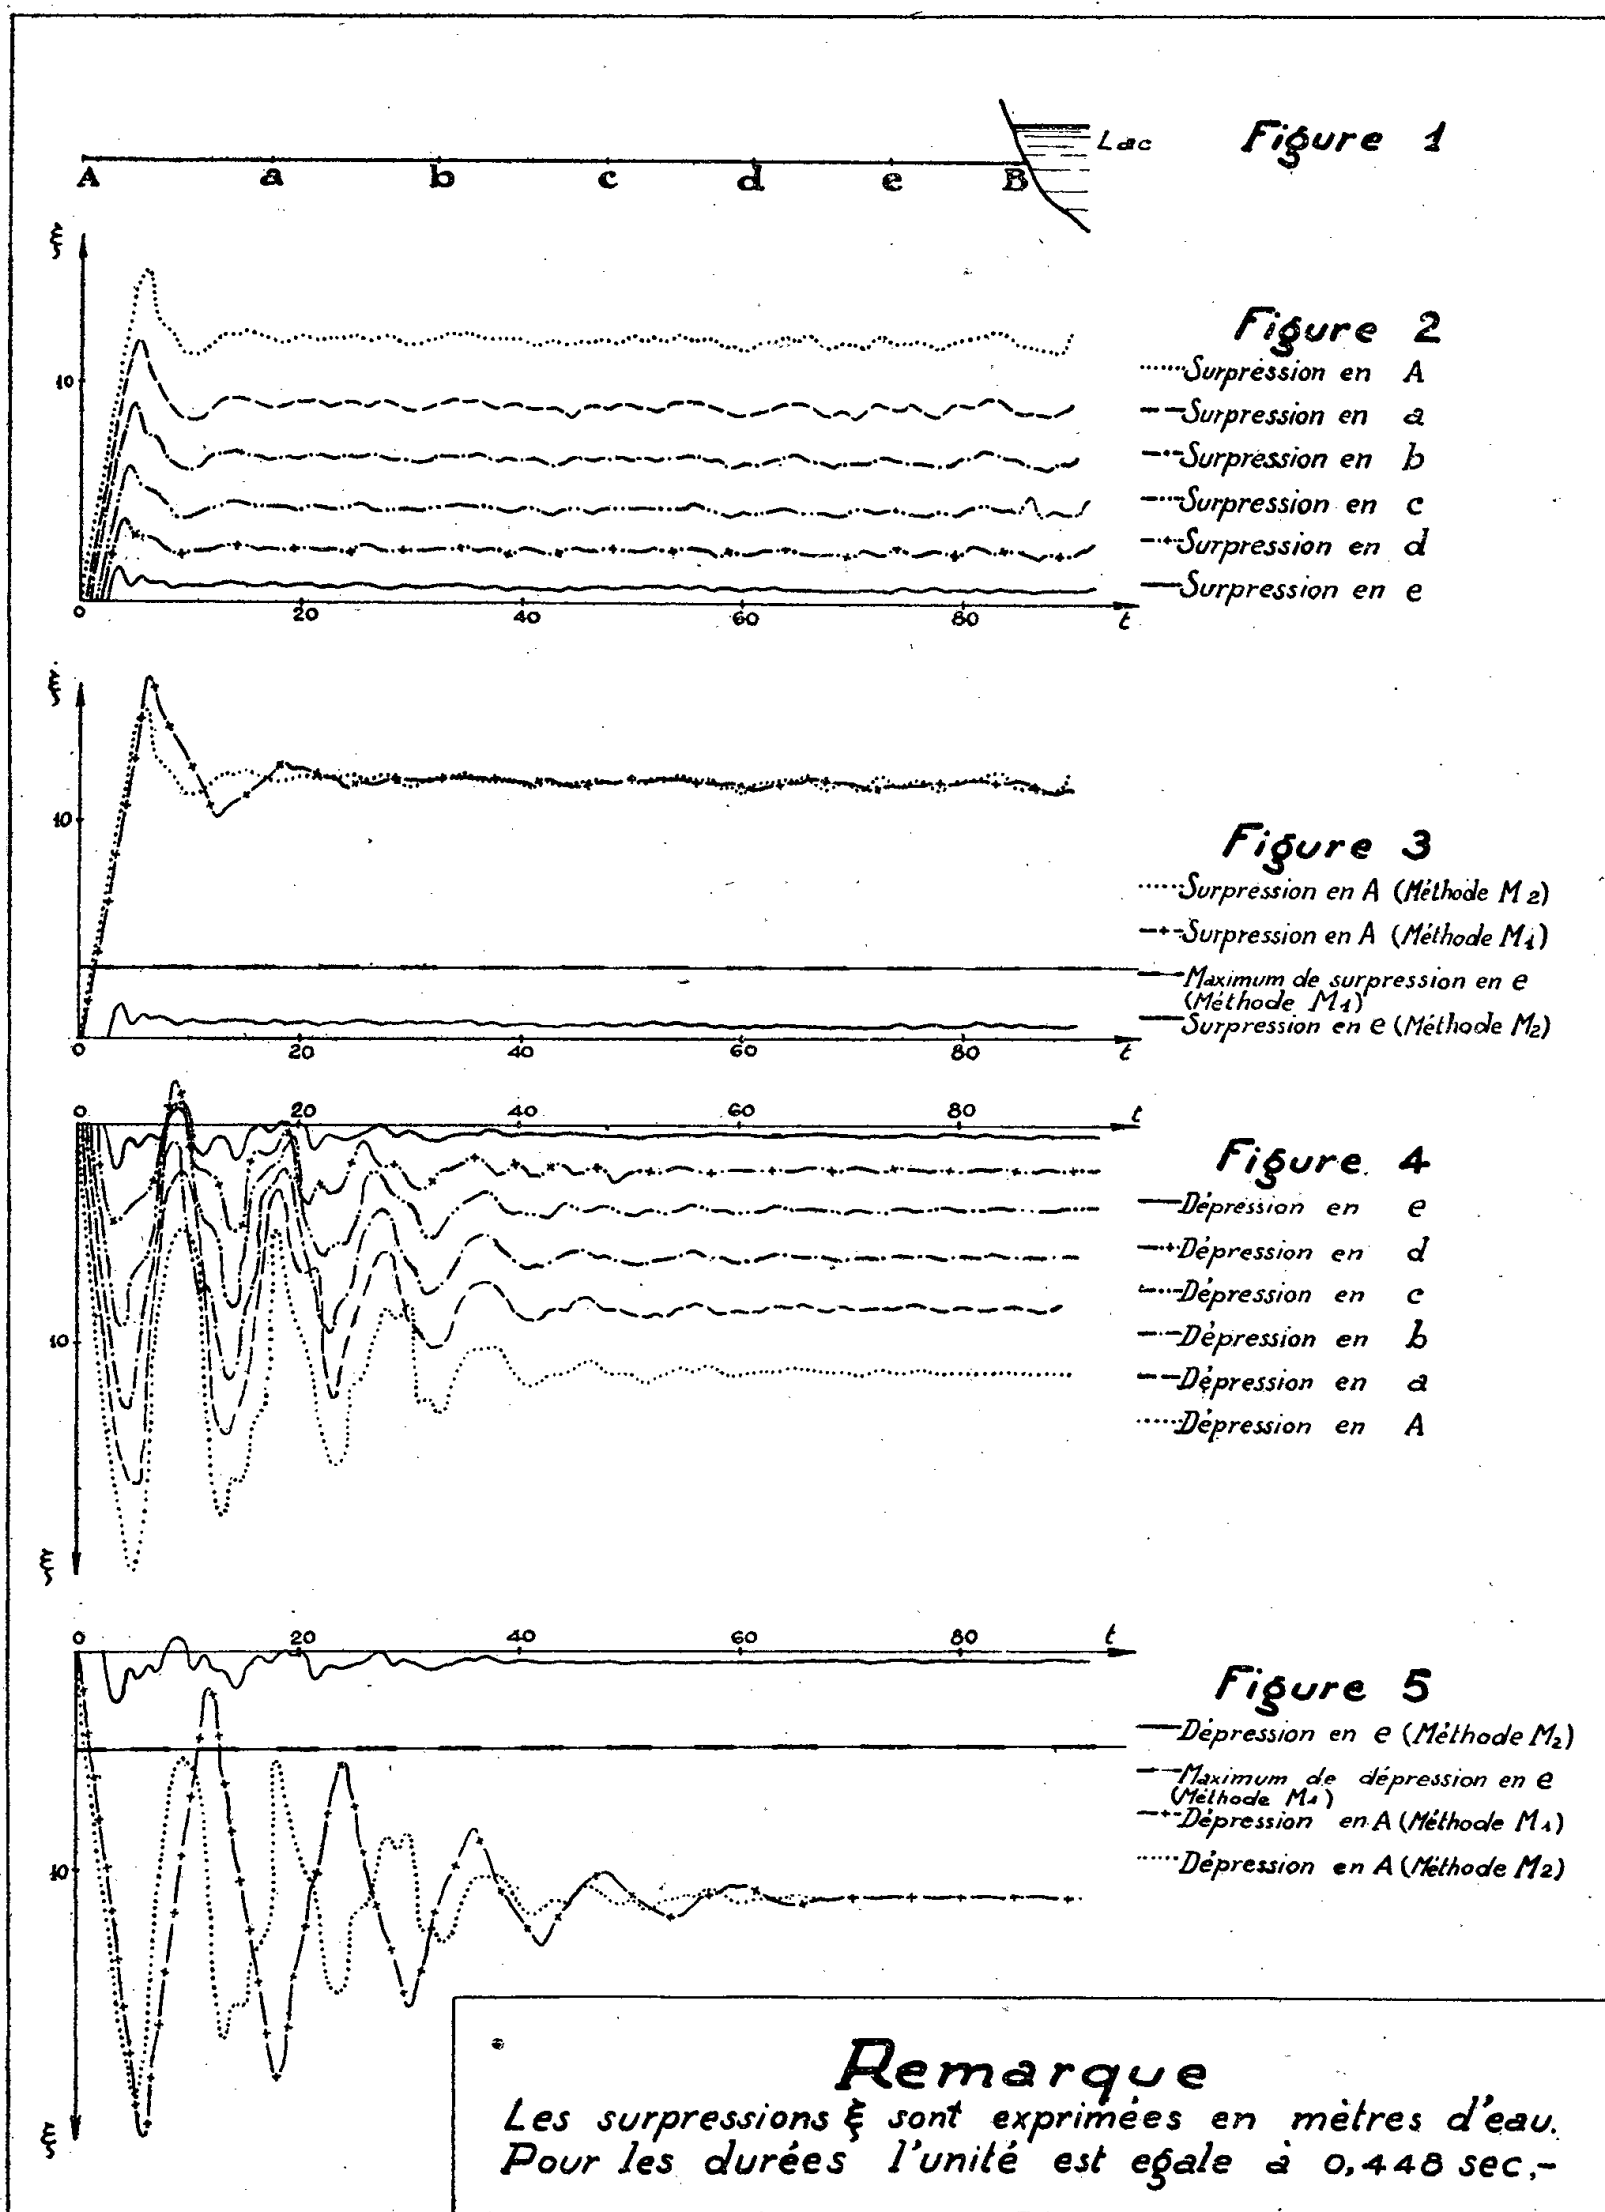 Lac
Figure 1
A a b c d e B
ξ
Figure 2
Surpression en A
10
Surpression en a
Surpression en b
Surpression en c
Surpression en d
Surpression en e
0 20 40 60 80 t
ξ
10
Figure 3
Surpression en A (Méthode M2)
Surpression en A (Méthode M1)
Maximum de surpression en e
(Méthode M1)
Surpression en e (Méthode M2)
0 20 40 60 80 t
0 20 40 60 80 t
Figure 4
Dépression en e
Dépression en d
Dépression en c
10
Dépression en b
Dépression en a
Dépression en A
ξ
0 20 40 60 80 t
Figure 5
Dépression en e (Méthode M2)
Maximum de dépression en e
(Méthode M1)
Dépression en A (Méthode M1)
10
Dépression en A (Méthode M2)
ξ
Remarque
Les surpressions ξ sont exprimées en mètres d'eau.
Pour les durées l'unité est egale à 0,448 sec,-